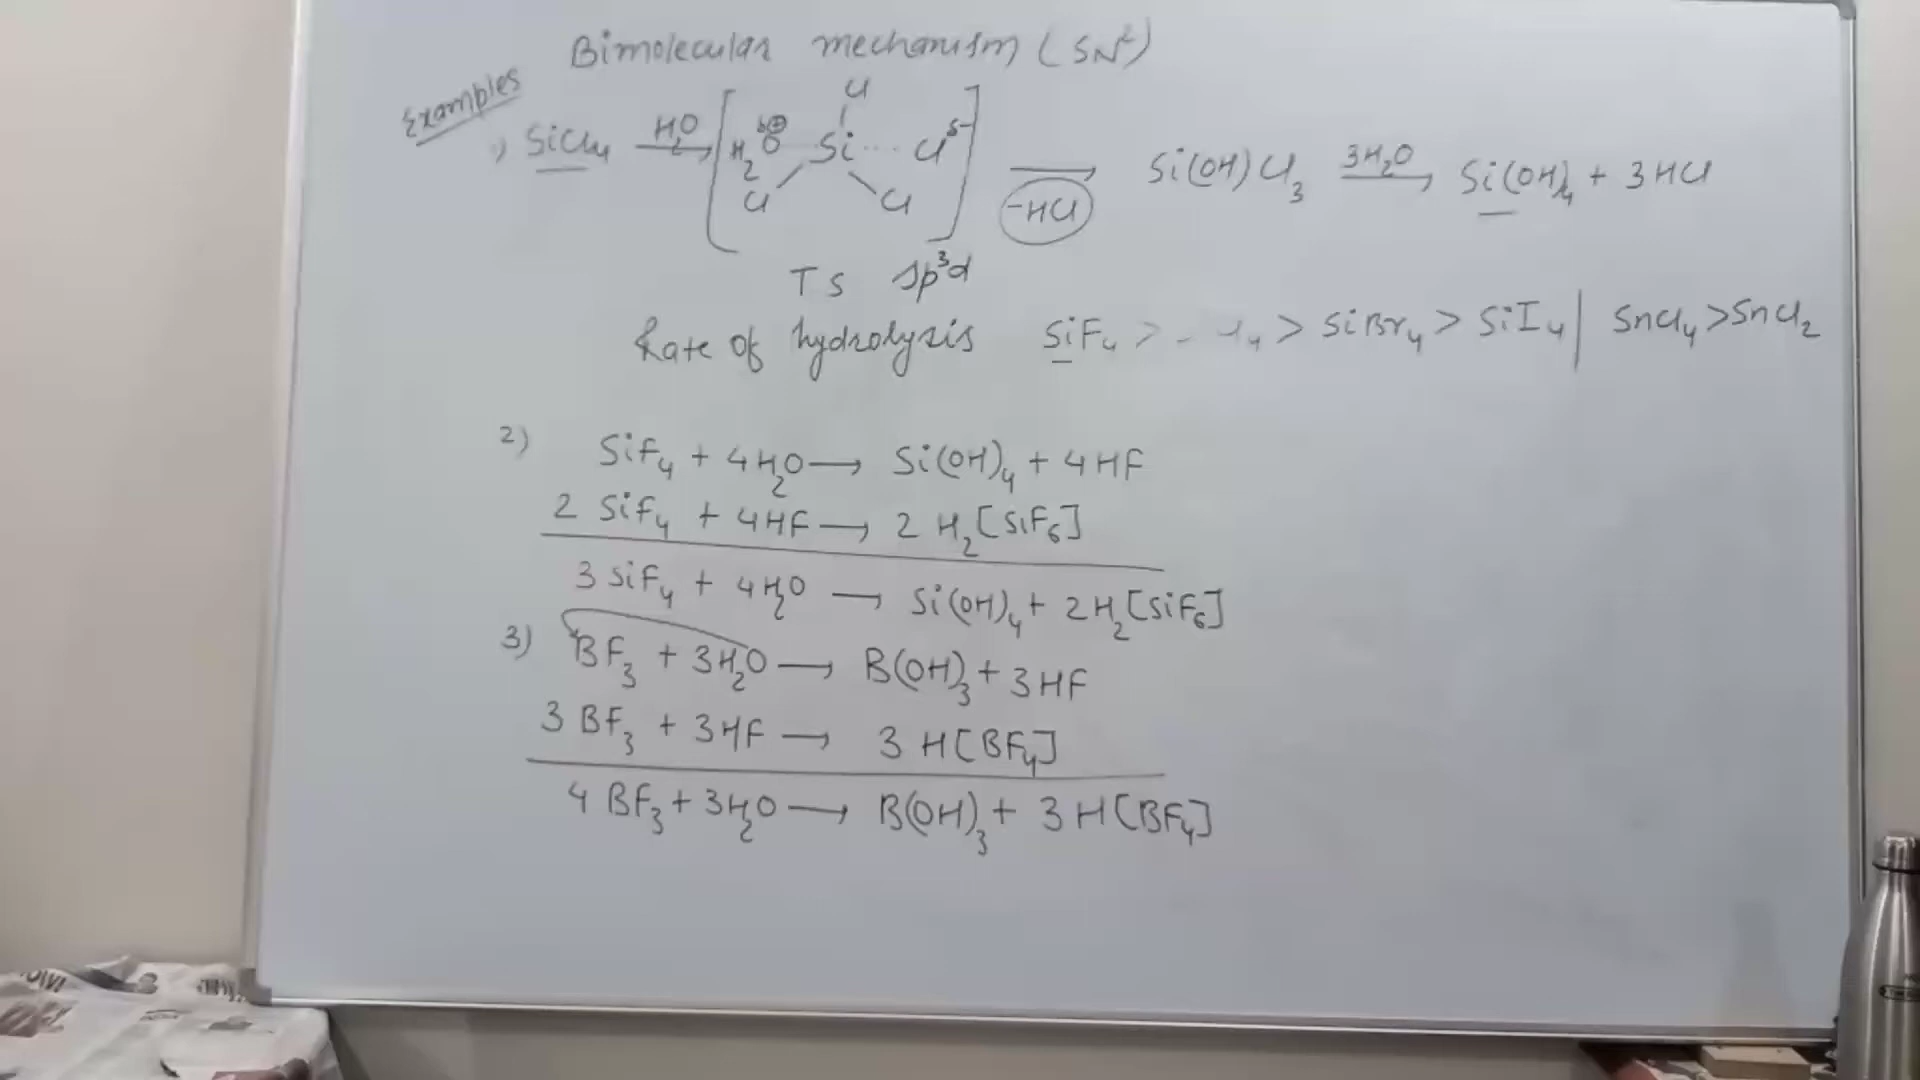 Bimolecular mechanism (SN²)
Examples
1) SiCl₄ —H₂O→ [H₂O^δ⊕ Si Cl Cl Cl ... Cl^δ-] —(-HCl)→ Si(OH)Cl₃ —3H₂O→ Si(OH)₄ + 3HCl
TS sp³d
Rate of hydrolysis SiF₄ > l₄ > SiBr₄ > SiI₄ | SnCl₄ > SnCl₂
2) SiF₄ + 4H₂O → Si(OH)₄ + 4HF
2 SiF₄ + 4HF → 2 H₂[SiF₆]
3 SiF₄ + 4H₂O → Si(OH)₄ + 2H₂[SiF₆]
3) BF₃ + 3H₂O → B(OH)₃ + 3HF
3 BF₃ + 3HF → 3 H[BF₄]
4 BF₃ + 3H₂O → B(OH)₃ + 3 H[BF₄]